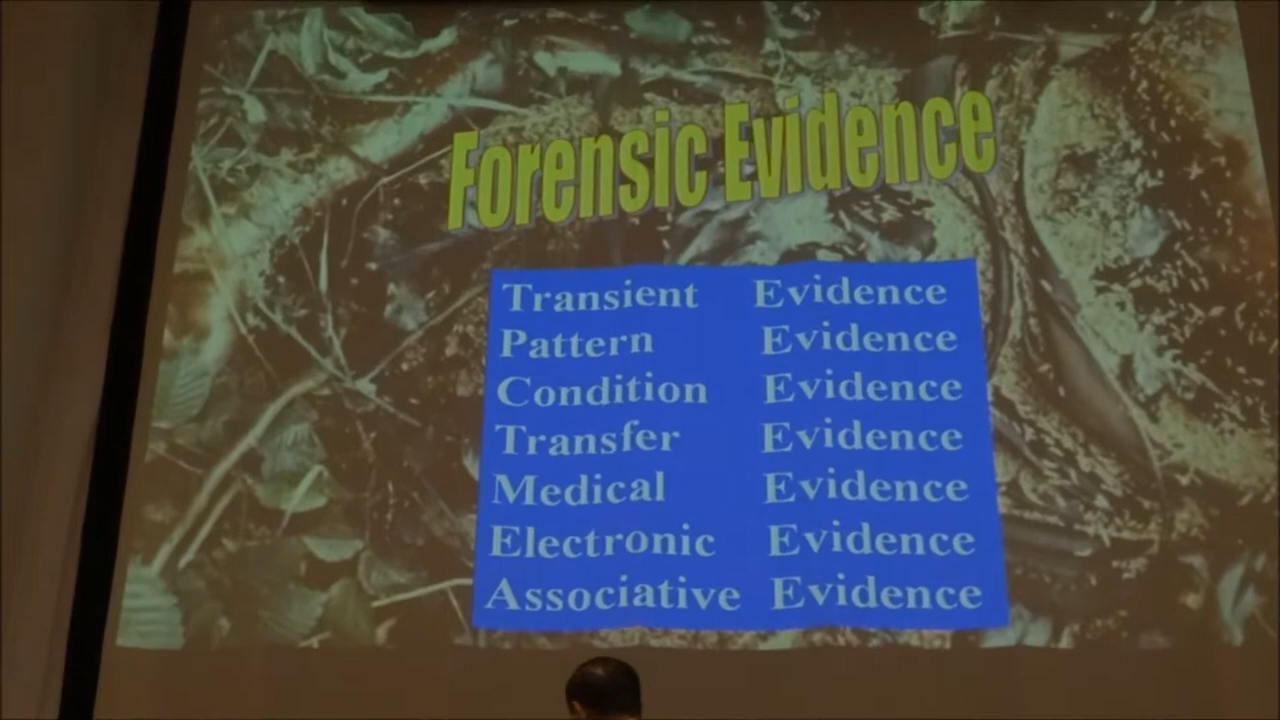 Forensic Evidence
Transient Evidence
Pattern Evidence
Condition Evidence
Transfer Evidence
Medical Evidence
Electronic Evidence
Associative Evidence